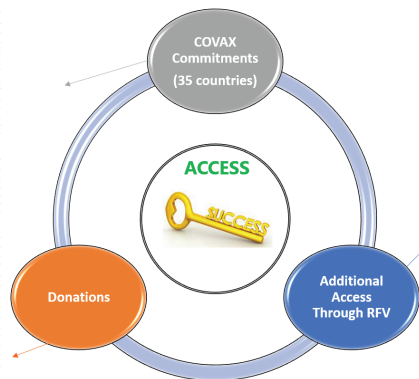 COVAX
Commitments
(35 countries)
ACCESS
SUCCESS
Donations
Additional
Access
Through RFV